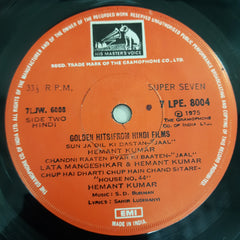 HIS MASTER'S VOICE
REGD. TRADE MARK OF THE GRAMOPHONE CO.
33⅓ R.P.M.
SUPER SEVEN
7LJW. 6008
7 LPE. 8004
SIDE TWO
HINDI
℗ 1975
THE GRAMOPHONE
GOLDEN HITS FROM HINDI FILMS
SUN JA DIL KI DASTAN-"JAAL"
HEMANT KUMAR
CHANDNI RAATEN PYAR KI BAATEN-"JAAL"
LATA MANGESHKAR & HEMANT KUMAR
CHUP HAI DHARTI CHUP HAIN CHAND SITARE-
"HOUSE NO. 44"
HEMANT KUMAR
MUSIC: S. D. BURMAN
LYRICS: SAHIR LUDHIANVI
EMI
MADE IN INDIA